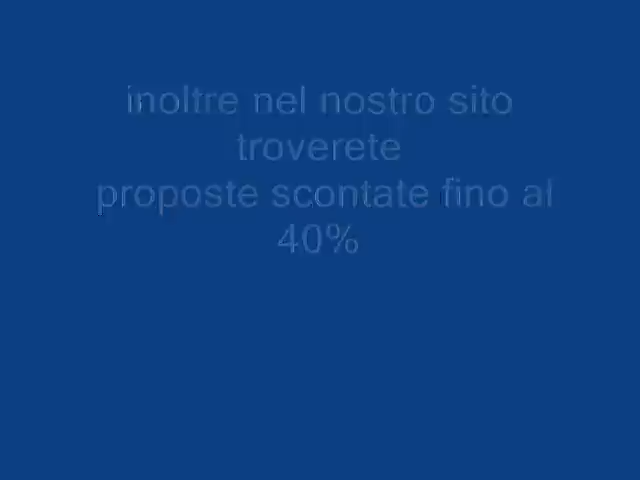 inoltre nel nostro sito
troverete
proposte scontate fino al
40%